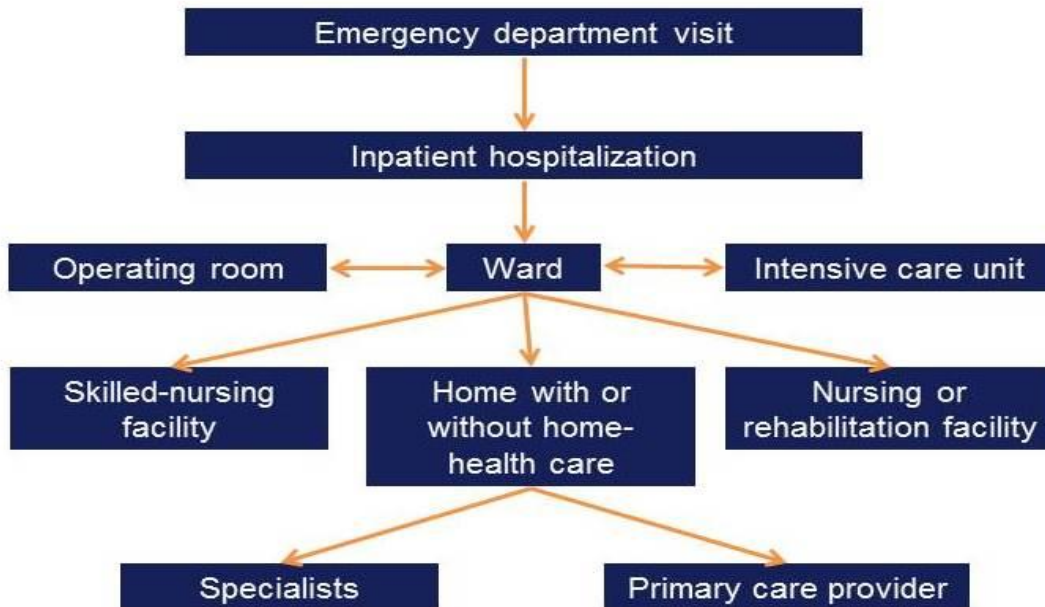 Emergency department visit
Inpatient hospitalization
Operating room
Ward
Intensive care unit
Skilled-nursing
facility
Home with or
without home-
health care
Nursing or
rehabilitation facility
Specialists
Primary care provider